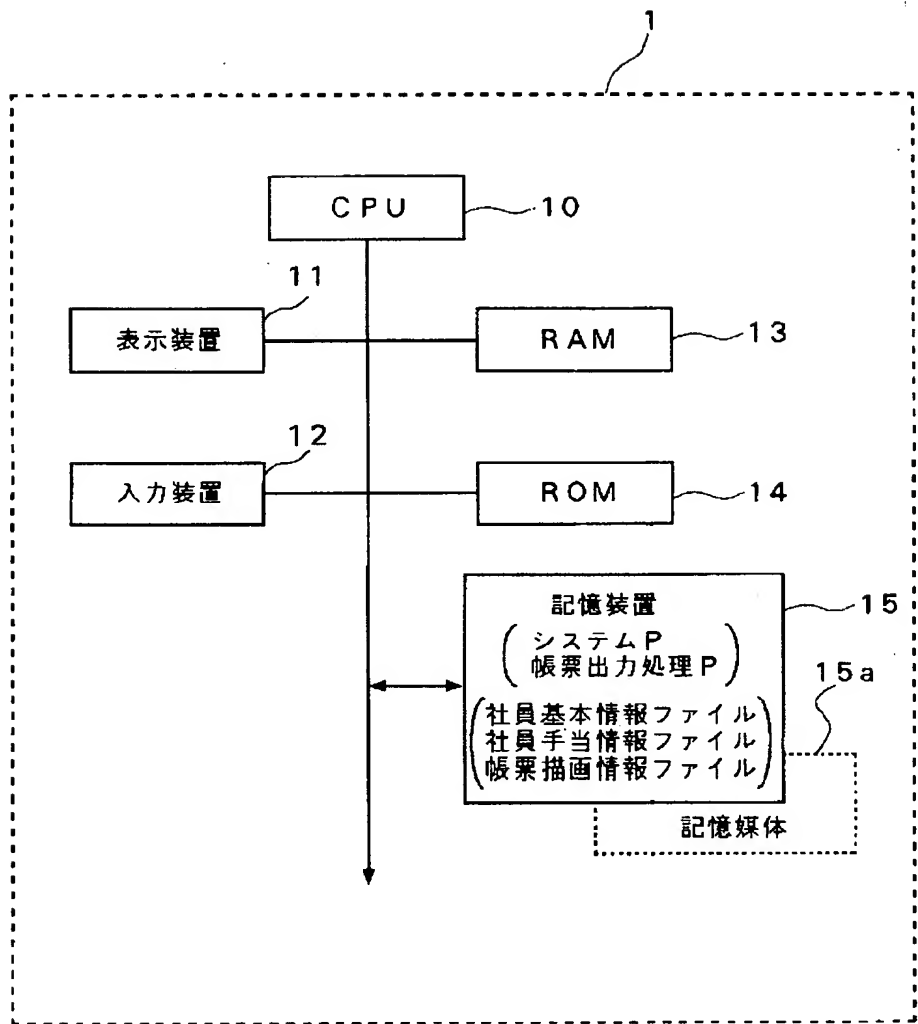 1
CPU
10
11
表示装置
RAM
13
12
入力装置
ROM
14
記憶装置
15
システムP
帳票出力処理P
15a
社員基本情報ファイル
社員手当情報ファイル
帳票描画情報ファイル
記憶媒体